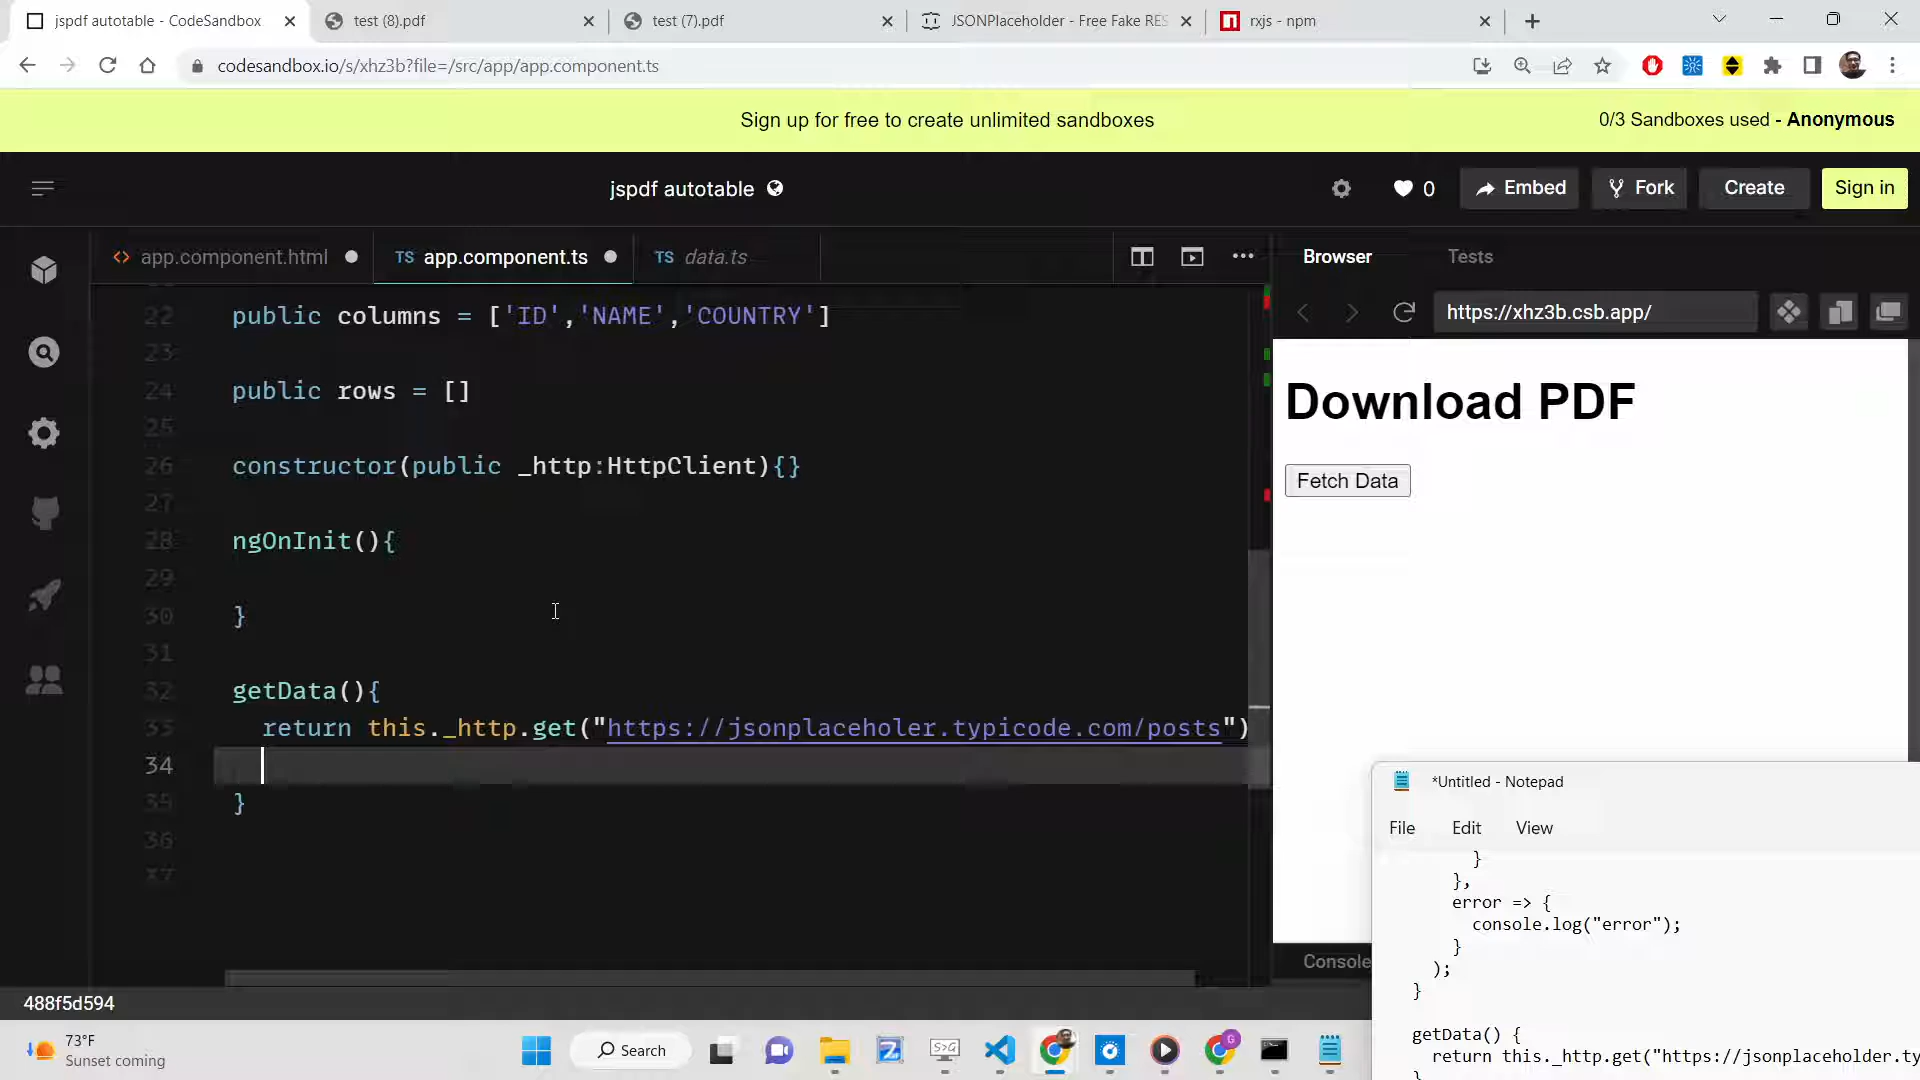 jspdf autotable - CodeSandbox
test (8).pdf
test (7).pdf
JSONPlaceholder - Free Fake RES
rxjs - npm
codesandbox.io/s/xhz3b?file=/src/app/app.component.ts
Sign up for free to create unlimited sandboxes
0/3 Sandboxes used - Anonymous
jspdf autotable
0
Embed
Fork
Create
Sign in
<> app.component.html
TS app.component.ts
TS data.ts
Browser
Tests
https://xhz3b.csb.app/
22 public columns = ['ID','NAME','COUNTRY']
23
24 public rows = []
25
26 constructor(public _http:HttpClient){}
27
28 ngOnInit(){
29
30 }
31
32 getData(){
33 return this._http.get("https://jsonplaceholer.typicode.com/posts")
34
35 }
36
37
Download PDF
Fetch Data
Console
*Untitled - Notepad
File Edit View
}
},
error => {
console.log("error");
}
);
}
getData() {
return this._http.get("https://jsonplaceholder.ty
488f5d594
73°F
Sunset coming
Search